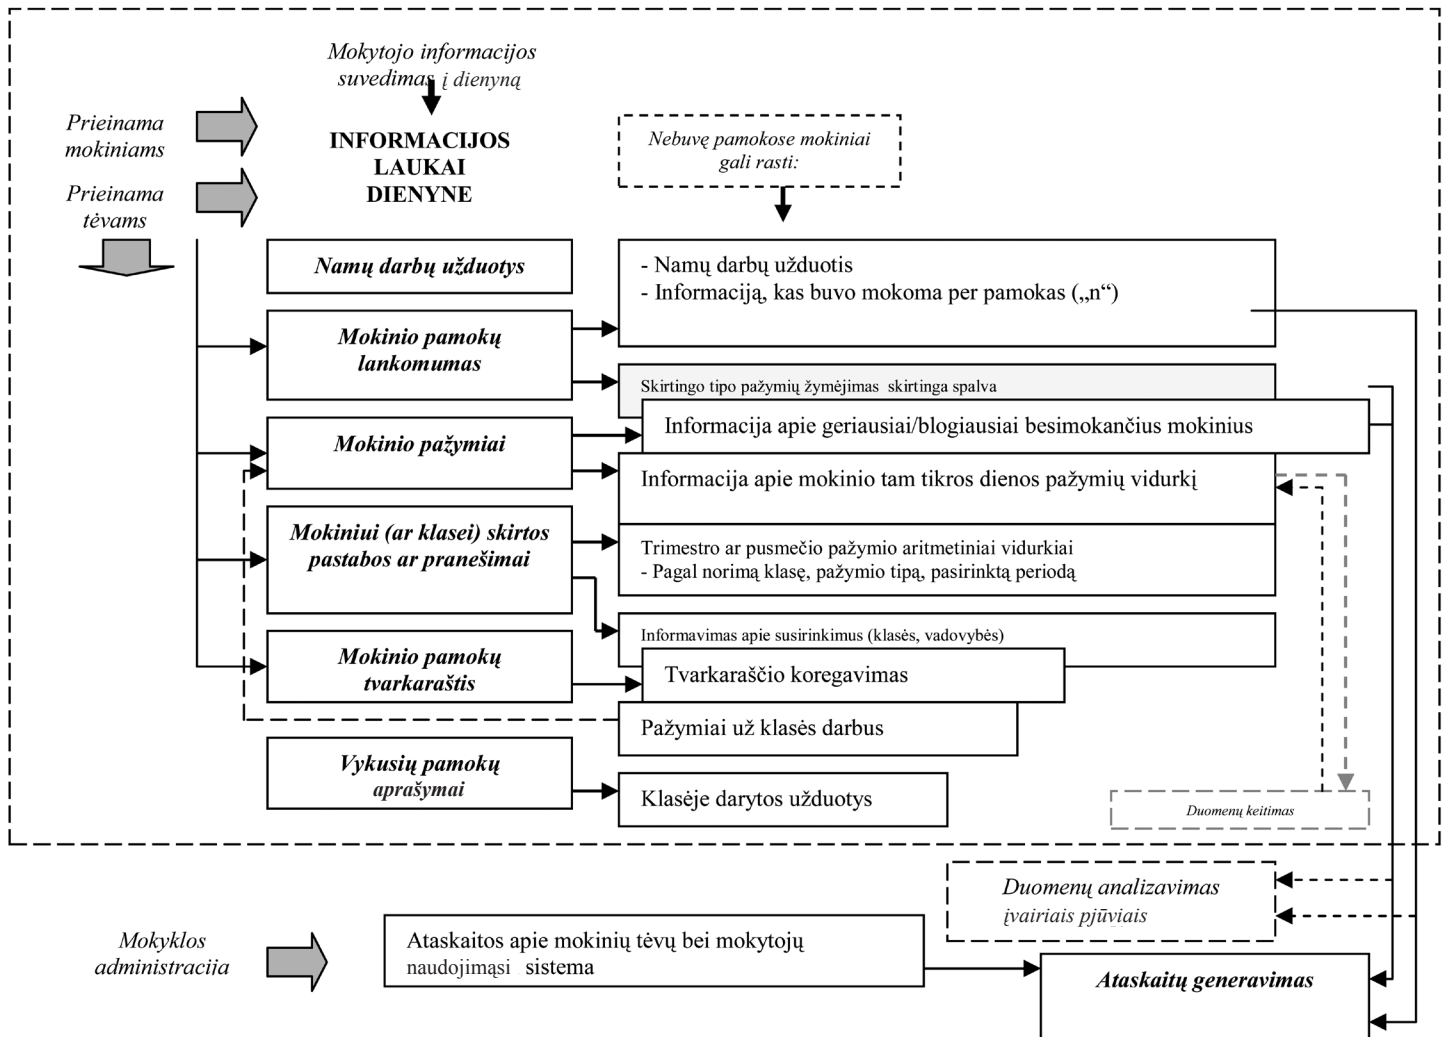 Mokytojo informacijos
suvedimas į dienyną
Prieinama
mokiniams
INFORMACIJOS
LAUKAI
DIENYNE
Nebuvę pamokose mokiniai
gali rasti:
Prieinama
tėvams
Namų darbų užduotys
- Namų darbų užduotis
- Informaciją, kas buvo mokoma per pamokas („n“)
Mokinio pamokų
lankomumas
Skirtingo tipo pažymių žymėjimas skirtinga spalva
Informacija apie geriausiai/blogiausiai besimokančius mokinius
Mokinio pažymiai
Informacija apie mokinio tam tikros dienos pažymių vidurkį
Mokiniui (ar klasei) skirtos
pastabos ar pranešimai
Trimestro ar pusmečio pažymio aritmetiniai vidurkiai
- Pagal norimą klasę, pažymio tipą, pasirinktą periodą
Informavimas apie susirinkimus (klasės, vadovybės)
Mokinio pamokų
tvarkaraštis
Tvarkaraščio koregavimas
Pažymiai už klasės darbus
Vykusių pamokų
aprašymai
Klasėje darytos užduotys
Duomenų keitimas
Duomenų analizavimas
įvairiais pjūviais
Mokyklos
administracija
Ataskaitos apie mokinių tėvų bei mokytojų
naudojimąsi sistema
Ataskaitų generavimas